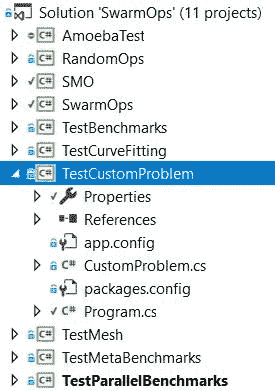 Solution 'SwarmOps' (11 projects)
C# AmoebaTest
C# RandomOps
C# SMO
C# SwarmOps
C# TestBenchmarks
C# TestCurveFitting
C# TestCustomProblem
Properties
References
app.config
C# CustomProblem.cs
packages.config
C# Program.cs
C# TestMesh
C# TestMetaBenchmarks
C# TestParallelBenchmarks